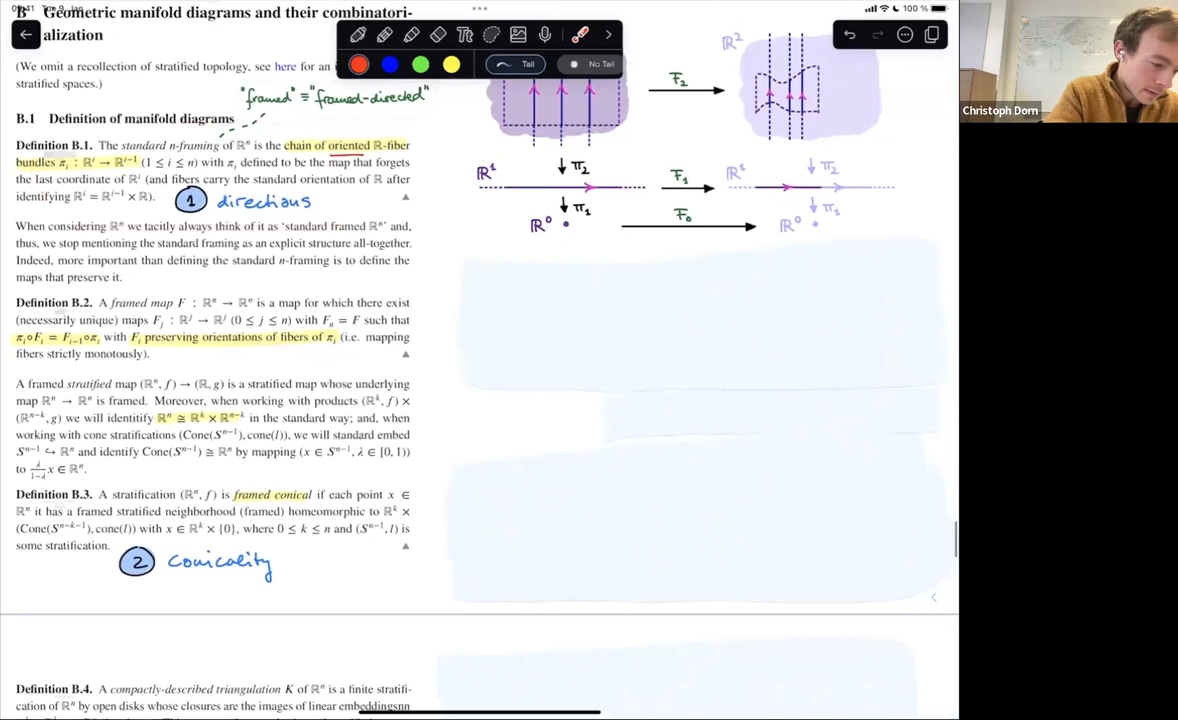 B Geometric manifold diagrams and their combinatori-
alization
100 %
Tt
Tail
No Tail
Christoph Dorn
(We omit a recollection of stratified topology, see here for an
stratified spaces.)
"framed" ≡ "framed-directed"
B.1 Definition of manifold diagrams
Definition B.1. The standard n-framing of ℝⁿ is the chain of oriented ℝ-fiber
bundles πᵢ : ℝⁱ → ℝⁱ⁻¹ (1 ≤ i ≤ n) with πᵢ defined to be the map that forgets
the last coordinate of ℝⁱ (and fibers carry the standard orientation of ℝ after
identifying ℝⁱ = ℝⁱ⁻¹ × ℝ). ▲
1 directions
When considering ℝⁿ we tacitly always think of it as 'standard framed ℝⁿ' and,
thus, we stop mentioning the standard framing as an explicit structure all-together.
Indeed, more important than defining the standard n-framing is to define the
maps that preserve it.
Definition B.2. A framed map F : ℝⁿ → ℝⁿ is a map for which there exist
(necessarily unique) maps Fⱼ : ℝʲ → ℝʲ (0 ≤ j ≤ n) with Fₙ = F such that
πᵢ∘Fᵢ = Fᵢ₋₁∘πᵢ with Fᵢ preserving orientations of fibers of πᵢ (i.e. mapping
fibers strictly monotously). ▲
A framed stratified map (ℝⁿ, f) → (ℝ, g) is a stratified map whose underlying
map ℝⁿ → ℝⁿ is framed. Moreover, when working with products (ℝᵏ, f) ×
(ℝⁿ⁻ᵏ, g) we will identitify ℝⁿ ≅ ℝᵏ × ℝⁿ⁻ᵏ in the standard way; and, when
working with cone stratifications (Cone(Sⁿ⁻¹), cone(l)), we will standard embed
Sⁿ⁻¹ ↪ ℝⁿ and identify Cone(Sⁿ⁻¹) ≅ ℝⁿ by mapping (x ∈ Sⁿ⁻¹, λ ∈ [0, 1))
to λ/(1−λ) x ∈ ℝⁿ.
Definition B.3. A stratification (ℝⁿ, f) is framed conical if each point x ∈
ℝⁿ it has a framed stratified neighborhood (framed) homeomorphic to ℝᵏ ×
(Cone(Sⁿ⁻ᵏ⁻¹), cone(l)) with x ∈ ℝᵏ × {0}, where 0 ≤ k ≤ n and (Sⁿ⁻¹, l) is
some stratification. ▲
2 conicality
Definition B.4. A compactly-described triangulation K of ℝⁿ is a finite stratifi-
cation of ℝⁿ by open disks whose closures are the images of linear embeddingsnn
F₂
ℝ²
ℝ¹
π₂
F₁
ℝ¹
π₂
π₁
F₀
π₁
ℝ⁰
ℝ⁰